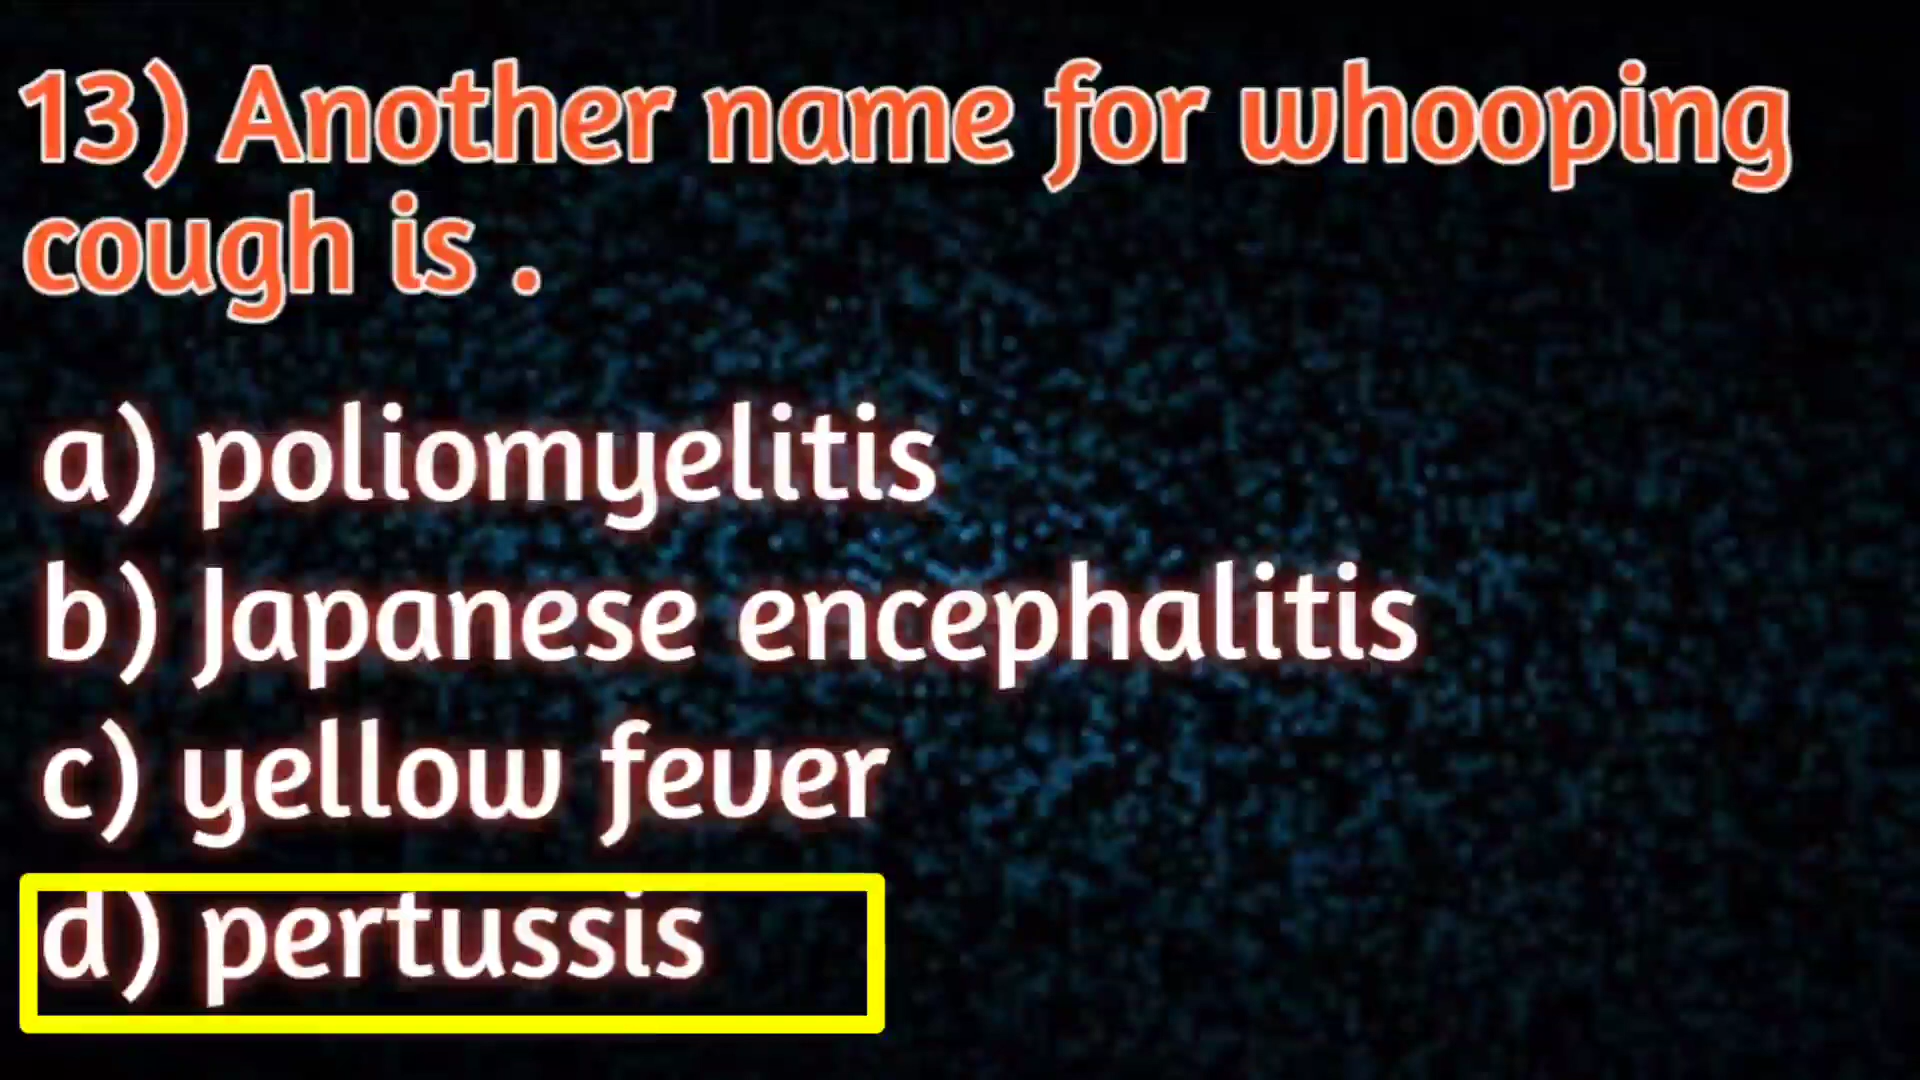 13) Another name for whooping
cough is .
a) poliomyelitis
b) Japanese encephalitis
c) yellow fever
d) pertussis